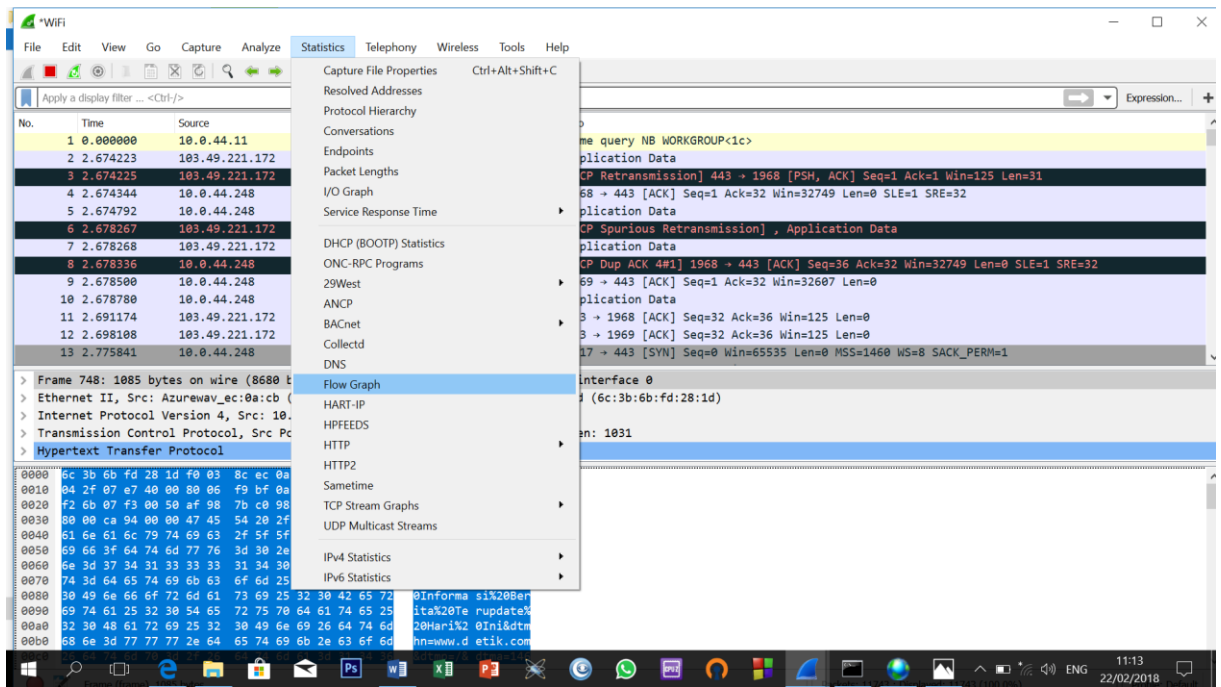 *WiFi
File Edit View Go Capture Analyze Statistics Telephony Wireless Tools Help
Apply a display filter ... <Ctrl-/>
Expression...
No. Time Source
1 0.000000 10.0.44.11 me query NB WORKGROUP<1c>
2 2.674223 103.49.221.172 plication Data
3 2.674225 103.49.221.172 CP Retransmission] 443 → 1968 [PSH, ACK] Seq=1 Ack=1 Win=125 Len=31
4 2.674344 10.0.44.248 68 → 443 [ACK] Seq=1 Ack=32 Win=32749 Len=0 SLE=1 SRE=32
5 2.674792 10.0.44.248 plication Data
6 2.678267 103.49.221.172 CP Spurious Retransmission] , Application Data
7 2.678268 103.49.221.172 plication Data
8 2.678336 10.0.44.248 CP Dup ACK 4#1] 1968 → 443 [ACK] Seq=36 Ack=32 Win=32749 Len=0 SLE=1 SRE=32
9 2.678500 10.0.44.248 69 → 443 [ACK] Seq=1 Ack=32 Win=32607 Len=0
10 2.678780 10.0.44.248 plication Data
11 2.691174 103.49.221.172 3 → 1968 [ACK] Seq=32 Ack=36 Win=125 Len=0
12 2.698108 103.49.221.172 3 → 1969 [ACK] Seq=32 Ack=36 Win=125 Len=0
13 2.775841 10.0.44.248 17 → 443 [SYN] Seq=0 Win=65535 Len=0 MSS=1460 WS=8 SACK_PERM=1
Capture File Properties Ctrl+Alt+Shift+C
Resolved Addresses
Protocol Hierarchy
Conversations
Endpoints
Packet Lengths
I/O Graph
Service Response Time
DHCP (BOOTP) Statistics
ONC-RPC Programs
29West
ANCP
BACnet
Collectd
DNS
Flow Graph
HART-IP
HPFEEDS
HTTP
HTTP2
Sametime
TCP Stream Graphs
UDP Multicast Streams
IPv4 Statistics
IPv6 Statistics
> Frame 748: 1085 bytes on wire (8680 b interface 0
> Ethernet II, Src: Azurewav_ec:0a:cb ( d (6c:3b:6b:fd:28:1d)
> Internet Protocol Version 4, Src: 10.
> Transmission Control Protocol, Src Po en: 1031
> Hypertext Transfer Protocol
0000 6c 3b 6b fd 28 1d f0 03 8c ec 0a
0010 04 2f 07 e7 40 00 80 06 f9 bf 0a
0020 f2 6b 07 f3 00 50 af 98 7b c0 98
0030 80 00 ca 94 00 00 47 45 54 20 2f
0040 61 6e 61 6c 79 74 69 63 2f 5f 5f
0050 69 66 3f 64 74 6d 77 76 3d 30 2e
0060 6e 3d 37 34 31 33 33 33 31 34 30
0070 74 3d 64 65 74 69 6b 63 6f 6d 25
0080 30 49 6e 66 6f 72 6d 61 73 69 25 32 30 42 65 72 0Informa si%20Ber
0090 69 74 61 25 32 30 54 65 72 75 70 64 61 74 65 25 ita%20Te rupdate%
00a0 32 30 48 61 72 69 25 32 30 49 6e 69 26 64 74 6d 20Hari%2 0Ini&dtm
00b0 68 6e 3d 77 77 77 2e 64 65 74 69 6b 2e 63 6f 6d hn=www.d etik.com
ENG
11:13
22/02/2018